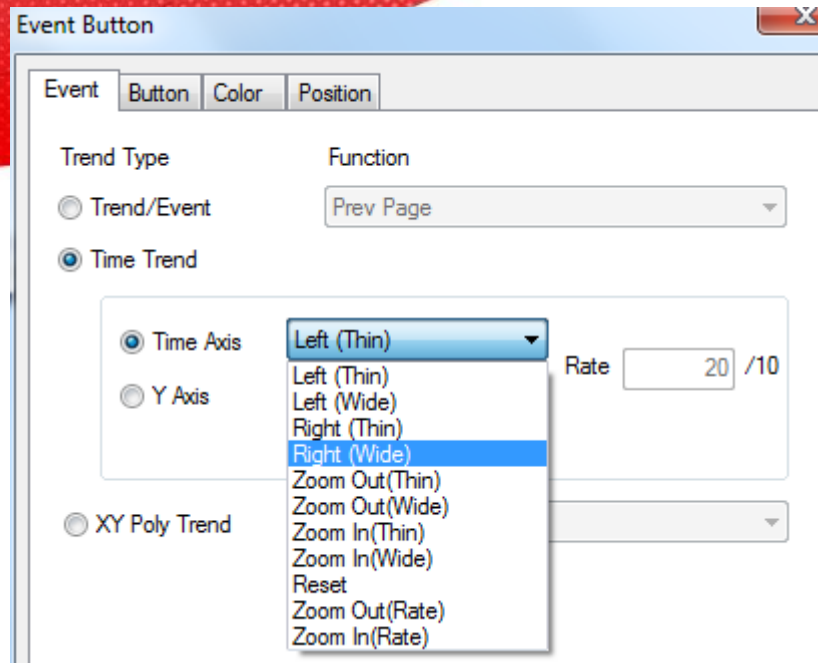 Event Button
Event Button Color Position
Trend Type Function
Trend/Event Prev Page
Time Trend
Time Axis Left (Thin)
Rate 20 /10
Y Axis
Left (Thin)
Left (Wide)
Right (Thin)
Right (Wide)
Zoom Out(Thin)
Zoom Out(Wide)
Zoom In(Thin)
Zoom In(Wide)
Reset
Zoom Out(Rate)
Zoom In(Rate)
XY Poly Trend